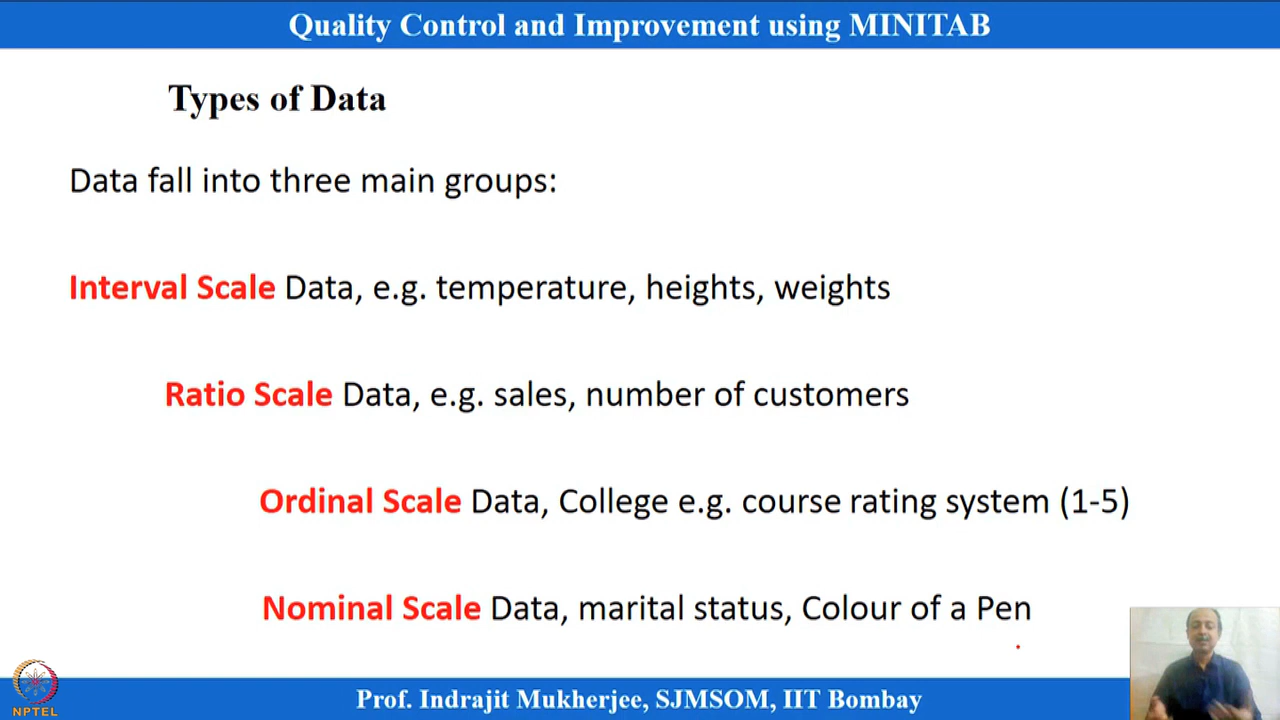 Quality Control and Improvement using MINITAB
Types of Data
Data fall into three main groups:
Interval Scale Data, e.g. temperature, heights, weights
Ratio Scale Data, e.g. sales, number of customers
Ordinal Scale Data, College e.g. course rating system (1-5)
Nominal Scale Data, marital status, Colour of a Pen
NPTEL
Prof. Indrajit Mukherjee, SJMSOM, IIT Bombay